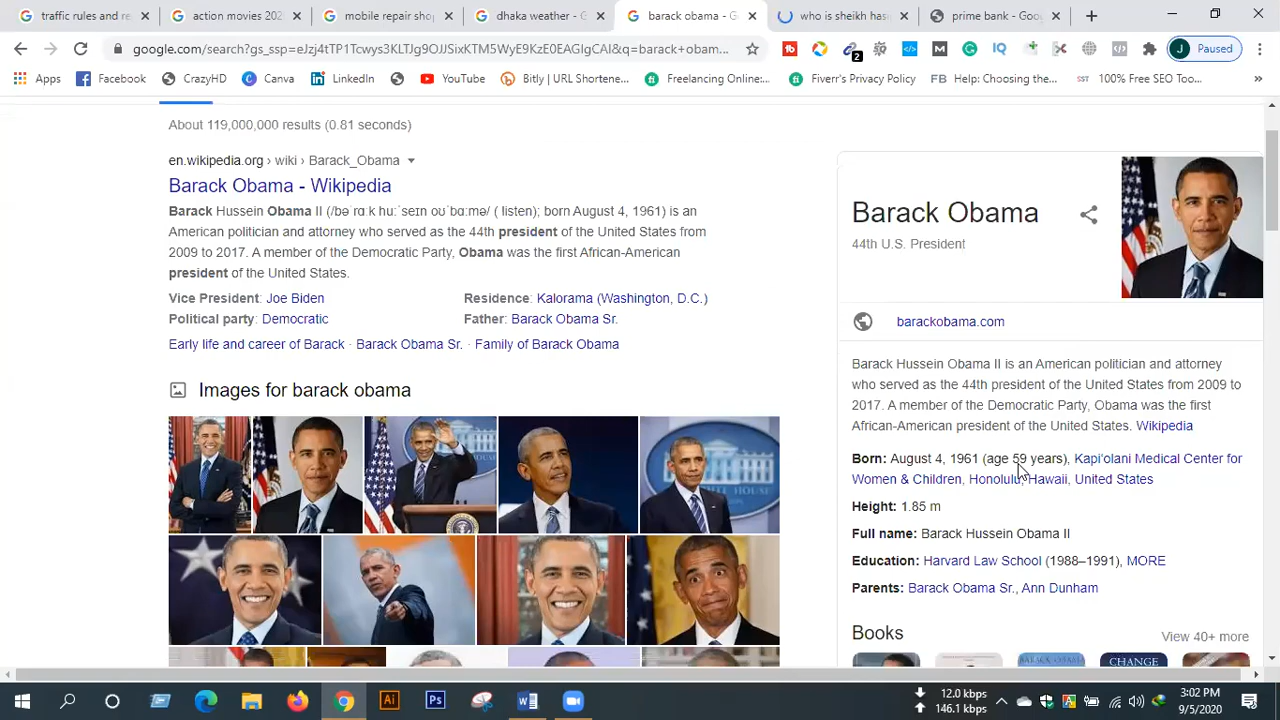 traffic rules and re
action movies 202
mobile repair shop
dhaka weather - G
barack obama - G
who is sheikh hasi
prime bank - Goo
google.com/search?gs_ssp=eJzj4tTP1Tcwys3KLTJg9OJJSixKTM5WyE9KzE0EAGIgCAI&q=barack+obam...
2
J Paused
Apps
Facebook
CrazyHD
Canva
LinkedIn
YouTube
Bitly | URL Shortene...
Freelancing Online:...
Fiverr's Privacy Policy
FB Help: Choosing the...
SST 100% Free SEO Too...
About 119,000,000 results (0.81 seconds)
en.wikipedia.org › wiki › Barack_Obama
Barack Obama - Wikipedia
Barack Hussein Obama II (/bəˈrɑːk huːˈseɪn oʊˈbɑːmə/ ( listen); born August 4, 1961) is an
American politician and attorney who served as the 44th president of the United States from
2009 to 2017. A member of the Democratic Party, Obama was the first African-American
president of the United States.
Vice President: Joe Biden
Residence: Kalorama (Washington, D.C.)
Political party: Democratic
Father: Barack Obama Sr.
Early life and career of Barack · Barack Obama Sr. · Family of Barack Obama
Images for barack obama
Barack Obama
44th U.S. President
barackobama.com
Barack Hussein Obama II is an American politician and attorney
who served as the 44th president of the United States from 2009 to
2017. A member of the Democratic Party, Obama was the first
African-American president of the United States. Wikipedia
Born: August 4, 1961 (age 59 years), Kapi'olani Medical Center for
Women & Children, Honolulu, Hawaii, United States
Height: 1.85 m
Full name: Barack Hussein Obama II
Education: Harvard Law School (1988–1991), MORE
Parents: Barack Obama Sr., Ann Dunham
Books
View 40+ more
BARACK OBAMA
CHANGE
12.0 kbps
146.1 kbps
3:02 PM
9/5/2020